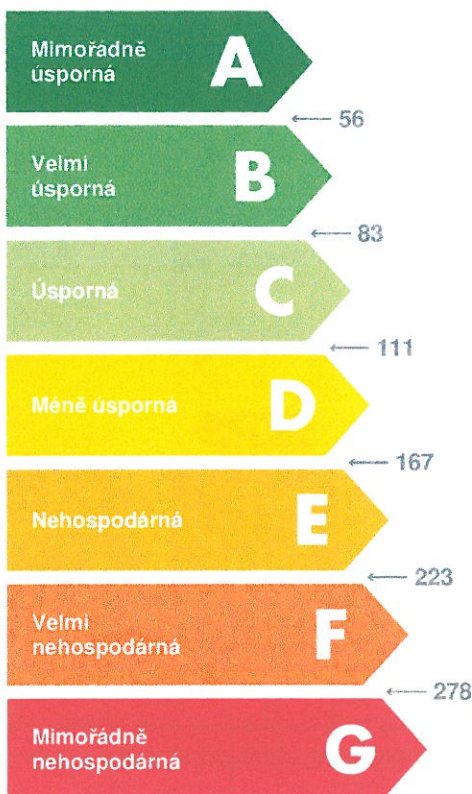 Mimořádně
úsporná
A
← 56
Velmi
úsporná
B
← 83
Úsporná
C
← 111
Méně úsporná
D
← 167
Nehospodárná
E
← 223
Velmi
nehospodárná
F
← 278
Mimořádně
nehospodárná
G